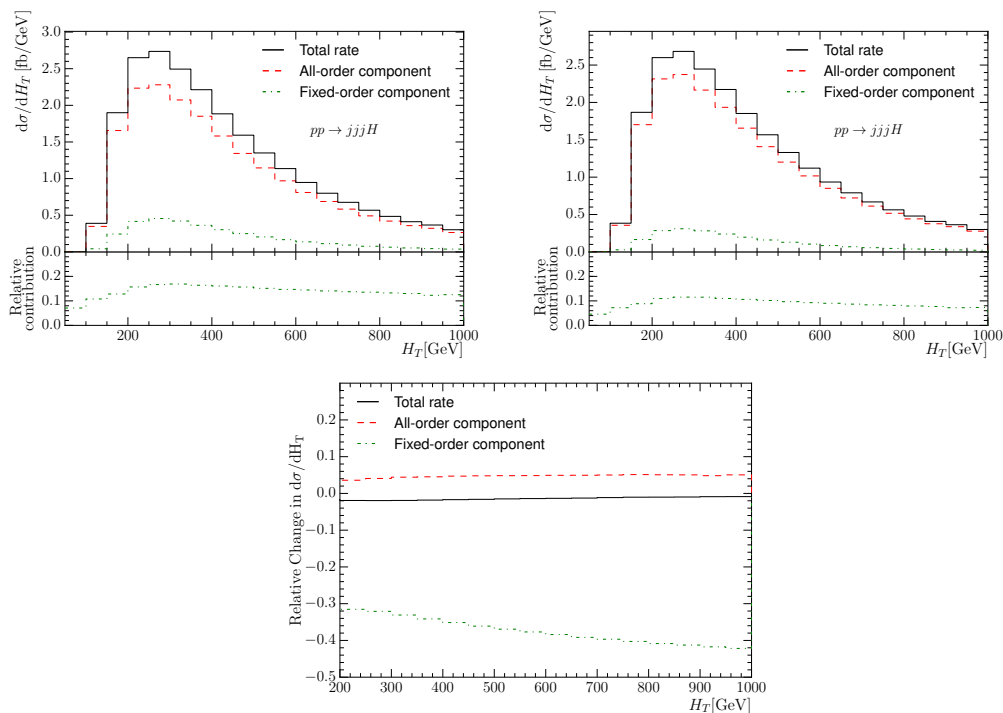 dσ/dH_T [fb/GeV]
3.0
2.5
2.0
1.5
1.0
0.5
0.0
Total rate
All-order component
Fixed-order component
pp → jjjH
Relative
contribution
0.2
0.1
0.0
200 400 600 800 1000
H_T[GeV]
dσ/dH_T [fb/GeV]
2.5
2.0
1.5
1.0
0.5
0.0
Total rate
All-order component
Fixed-order component
pp → jjjH
Relative
contribution
0.2
0.1
0.0
200 400 600 800 1000
H_T[GeV]
Relative Change in dσ/dH_T
0.2
0.1
0.0
−0.1
−0.2
−0.3
−0.4
−0.5
Total rate
All-order component
Fixed-order component
200 300 400 500 600 700 800 900 1000
H_T[GeV]